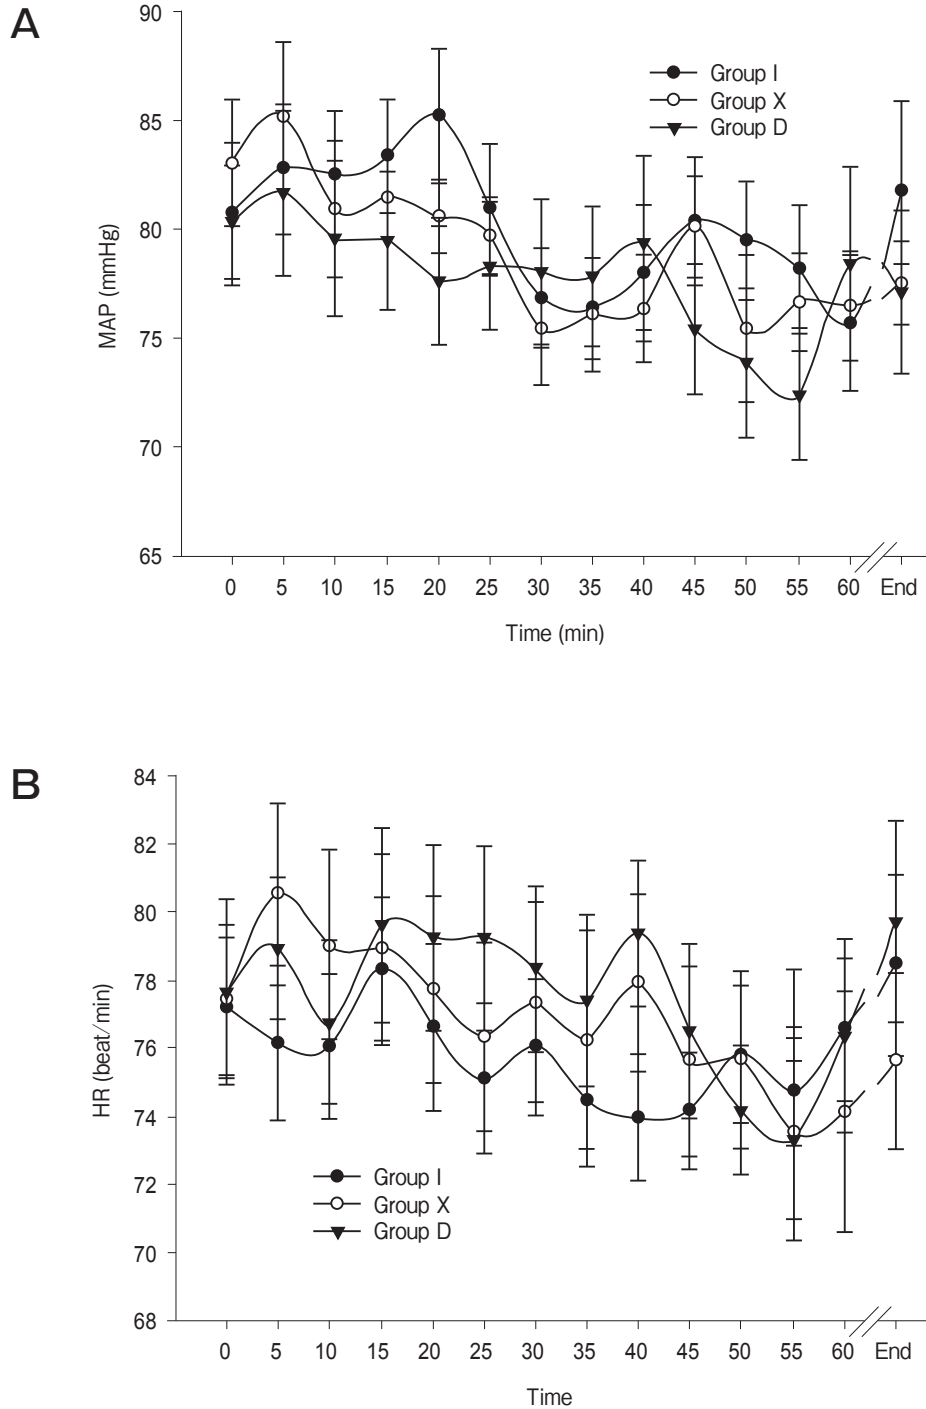 A
90
85
80
75
70
65
MAP (mmHg)
Group I
Group X
Group D
0 5 10 15 20 25 30 35 40 45 50 55 60 End
Time (min)
B
84
82
80
78
76
74
72
70
68
HR (beat/min)
Group I
Group X
Group D
0 5 10 15 20 25 30 35 40 45 50 55 60 End
Time